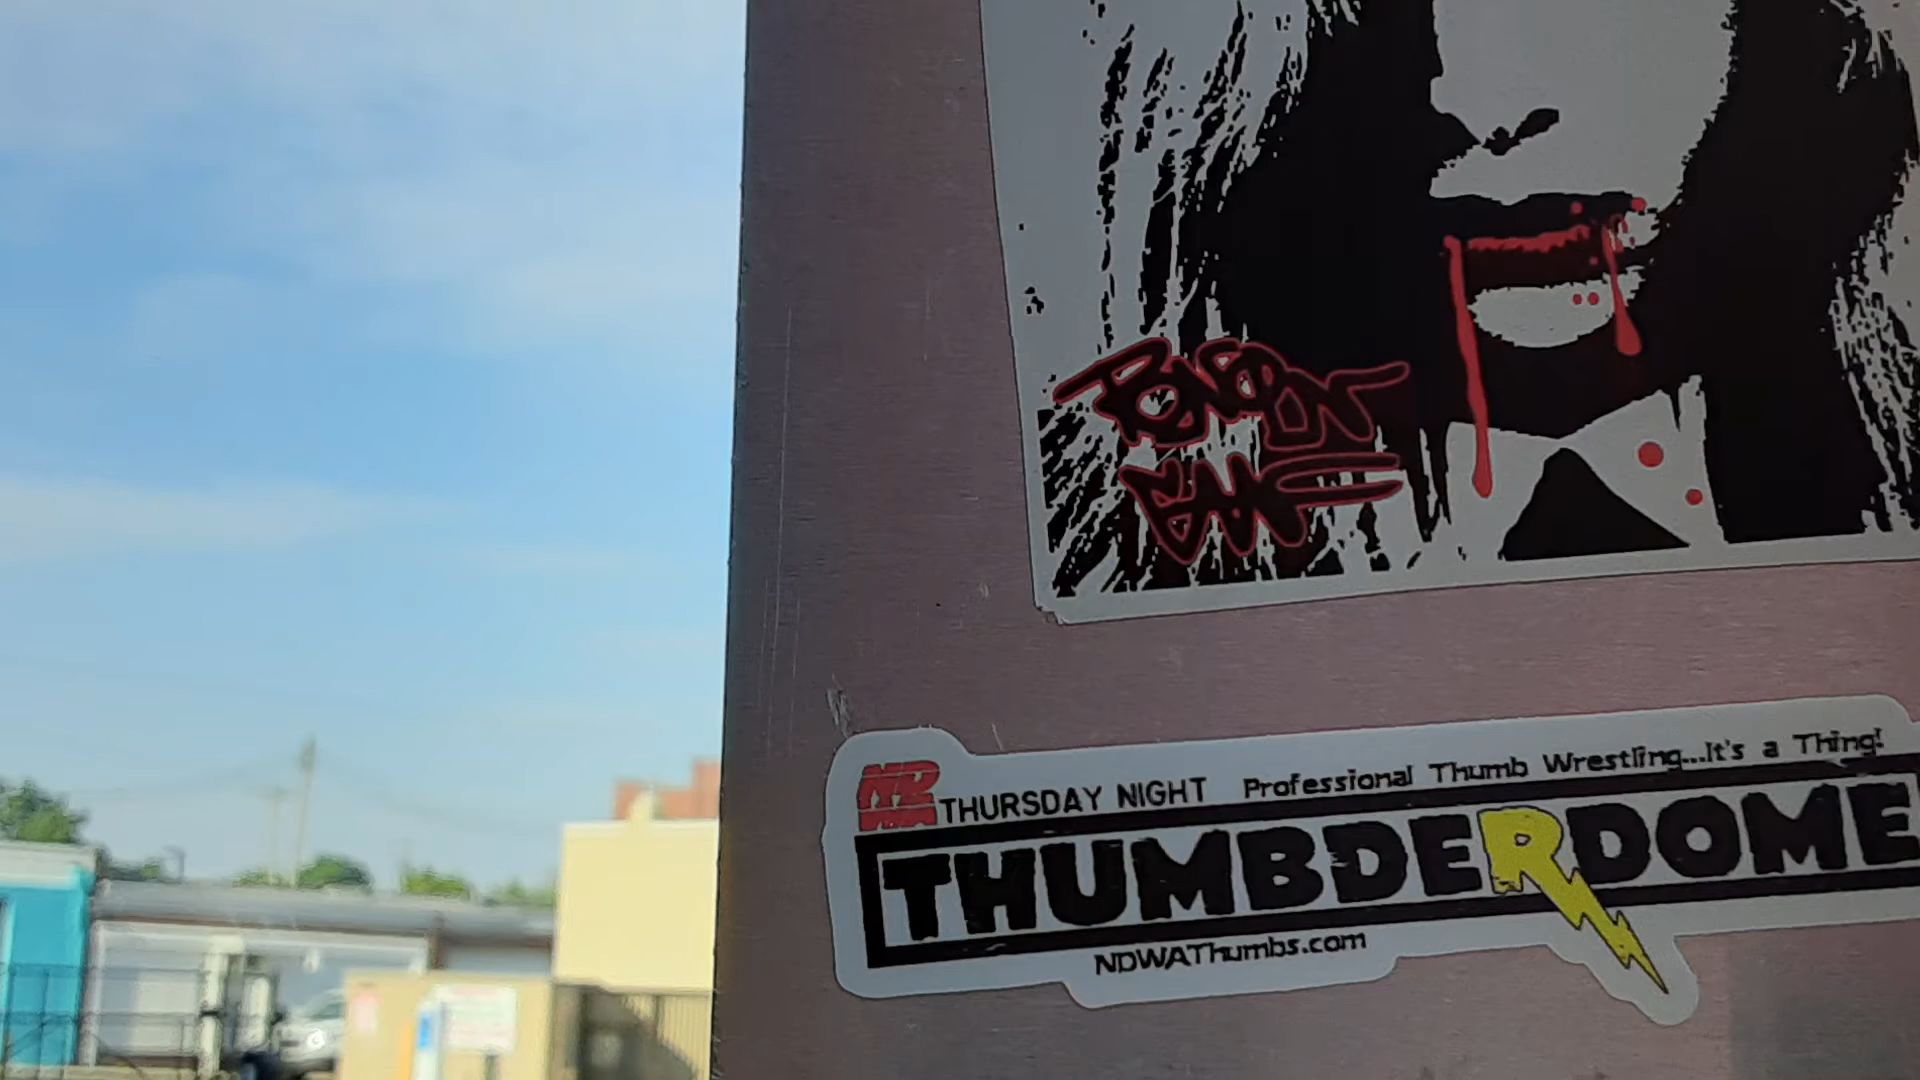 THURSDAY NIGHT Professional Thumb Wrestling...It's a Thing!
THUMBDERDOME
NDWAThumbs.com